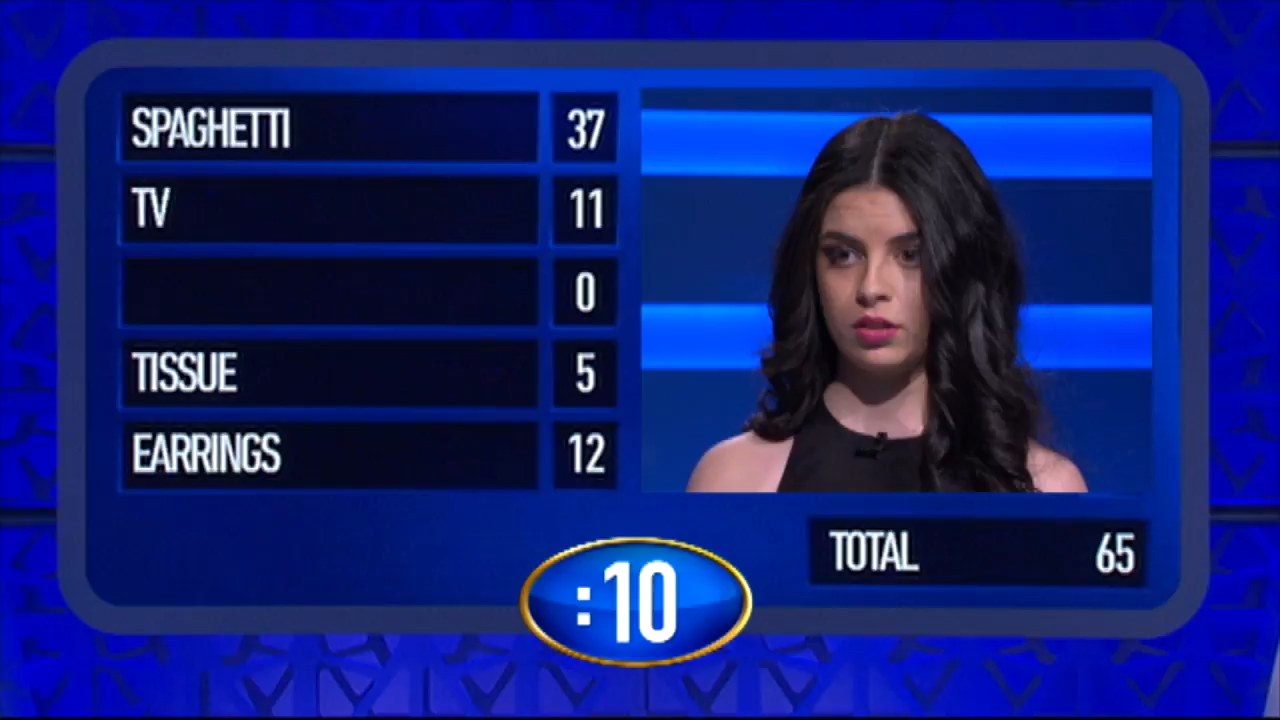 SPAGHETTI 37
TV 11
0
TISSUE 5
EARRINGS 12
TOTAL 65
:10